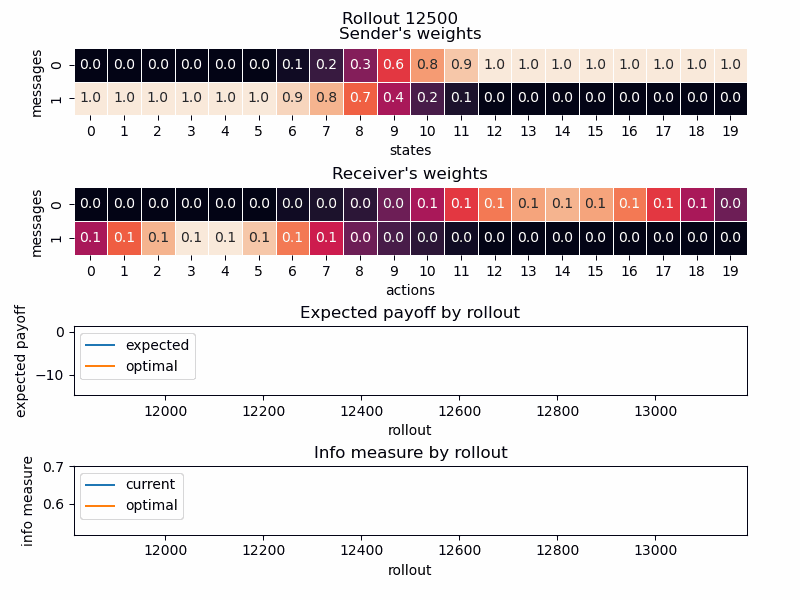 Rollout 12500
Sender's weights
messages
0 0.0 0.0 0.0 0.0 0.0 0.0 0.1 0.2 0.3 0.6 0.8 0.9 1.0 1.0 1.0 1.0 1.0 1.0 1.0 1.0
1 1.0 1.0 1.0 1.0 1.0 1.0 0.9 0.8 0.7 0.4 0.2 0.1 0.0 0.0 0.0 0.0 0.0 0.0 0.0 0.0
0 1 2 3 4 5 6 7 8 9 10 11 12 13 14 15 16 17 18 19
states
Receiver's weights
messages
0 0.0 0.0 0.0 0.0 0.0 0.0 0.0 0.0 0.0 0.0 0.1 0.1 0.1 0.1 0.1 0.1 0.1 0.1 0.1 0.0
1 0.1 0.1 0.1 0.1 0.1 0.1 0.1 0.1 0.0 0.0 0.0 0.0 0.0 0.0 0.0 0.0 0.0 0.0 0.0 0.0
0 1 2 3 4 5 6 7 8 9 10 11 12 13 14 15 16 17 18 19
actions
Expected payoff by rollout
expected payoff
0
−10
expected
optimal
12000 12200 12400 12600 12800 13000
rollout
Info measure by rollout
info measure
0.7
0.6
current
optimal
12000 12200 12400 12600 12800 13000
rollout